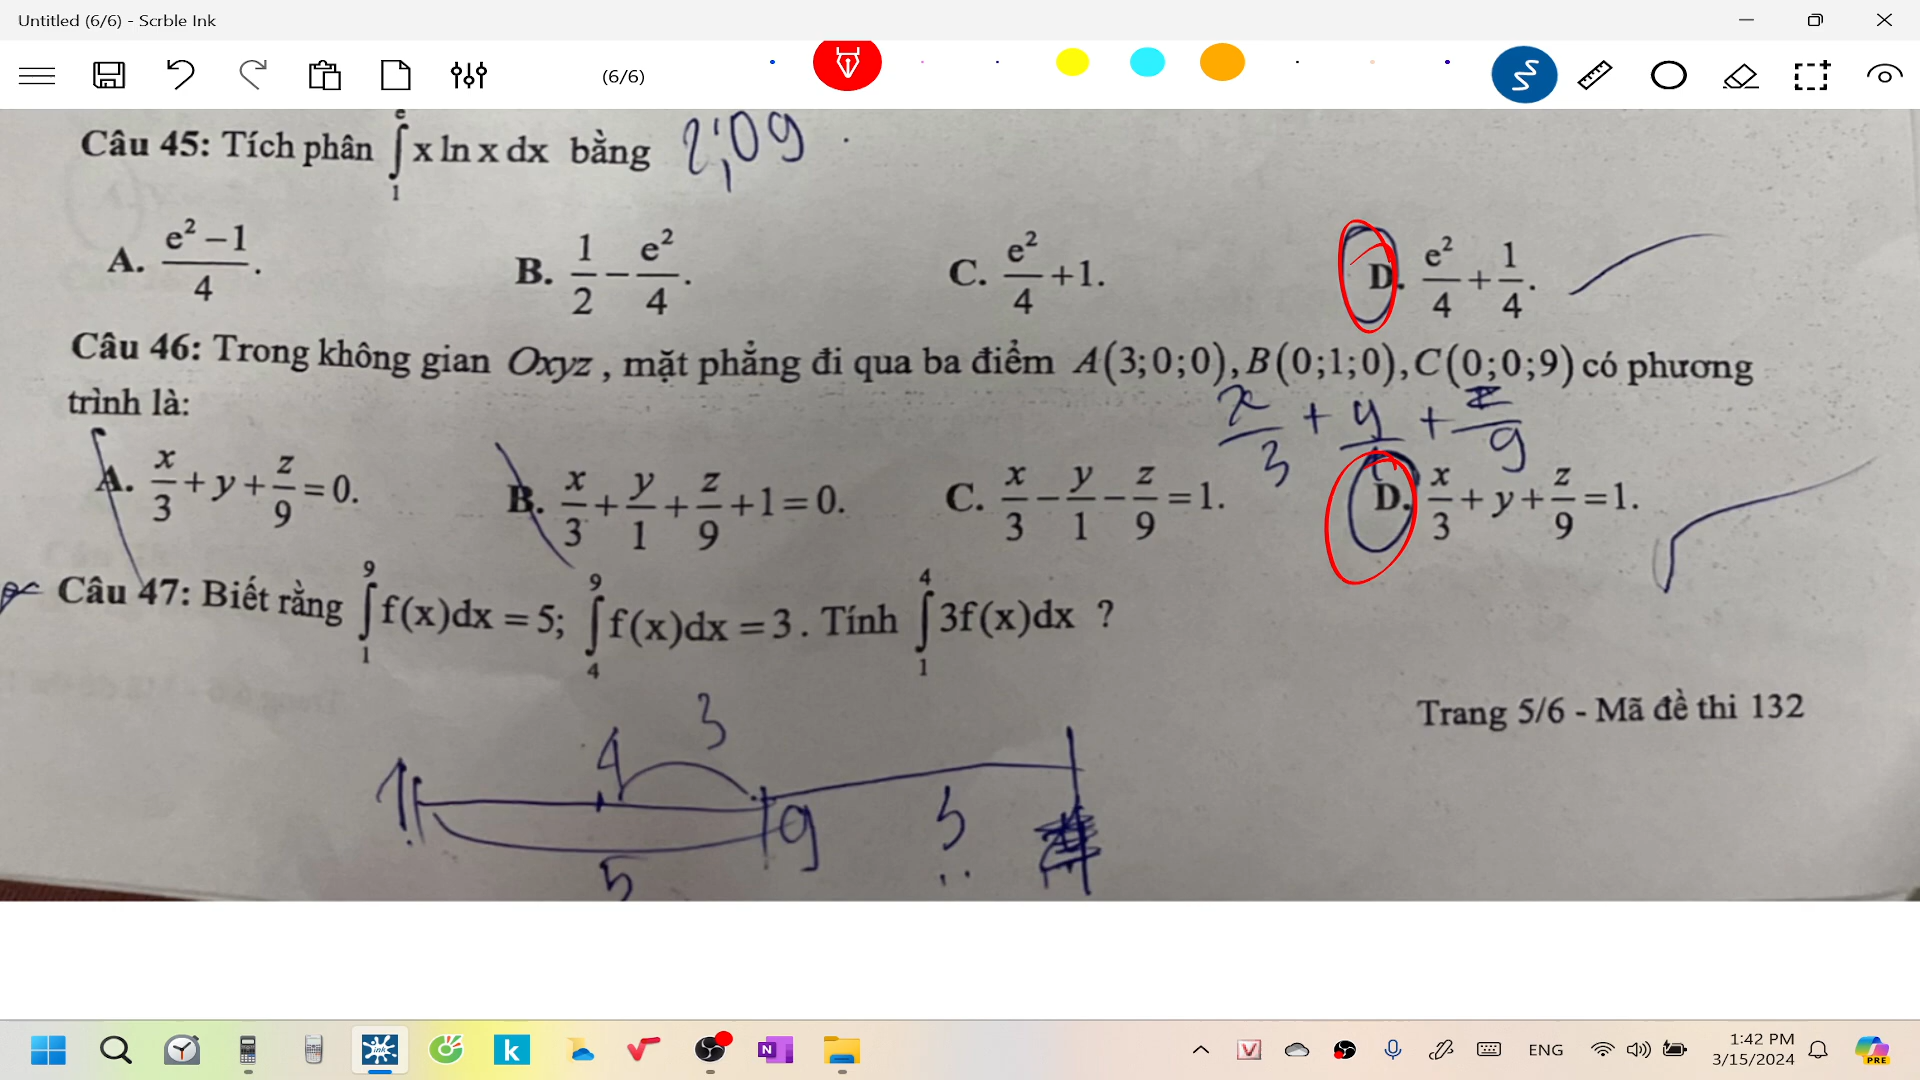 Untitled (6/6) - Scrble Ink
(6/6)
Câu 45: Tích phân ∫₁ᵉ x ln x dx bằng 2,09
A. (e² − 1)/4. B. 1/2 − e²/4. C. e²/4 + 1. D. e²/4 + 1/4.
Câu 46: Trong không gian Oxyz , mặt phẳng đi qua ba điểm A(3;0;0), B(0;1;0), C(0;0;9) có phương
trình là:
x/3 + y/1 + z/9
A. x/3 + y + z/9 = 0. B. x/3 + y/1 + z/9 + 1 = 0. C. x/3 − y/1 − z/9 = 1. D. x/3 + y + z/9 = 1.
Câu 47: Biết rằng ∫₁⁹ f(x)dx = 5; ∫₄⁹ f(x)dx = 3. Tính ∫₁⁴ 3f(x)dx ?
Trang 5/6 - Mã đề thi 132
3
1 4 9
5
ENG
1:42 PM
3/15/2024
PRE